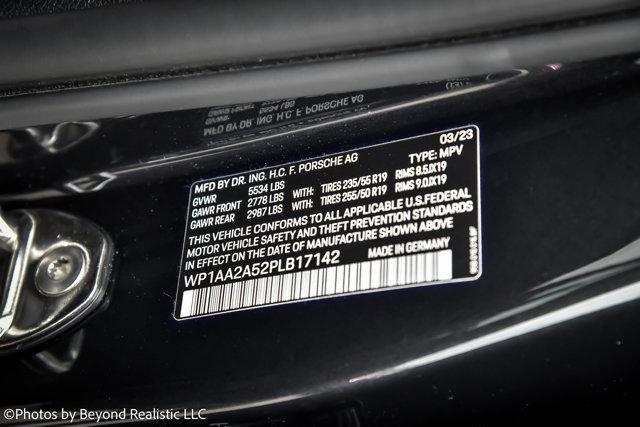 03/23
MFD BY DR. ING. H.C. F. PORSCHE AG
TYPE: MPV
GVWR 5534 LBS
GAWR FRONT 2778 LBS WITH: TIRES 235/55 R19 RIMS 8.5JX19
GAWR REAR 2987 LBS WITH: TIRES 255/50 R19 RIMS 9.0JX19
THIS VEHICLE CONFORMS TO ALL APPLICABLE U.S.FEDERAL
MOTOR VEHICLE SAFETY AND THEFT PREVENTION STANDARDS
IN EFFECT ON THE DATE OF MANUFACTURE SHOWN ABOVE
WP1AA2A52PLB17142
MADE IN GERMANY
©Photos by Beyond Realistic LLC